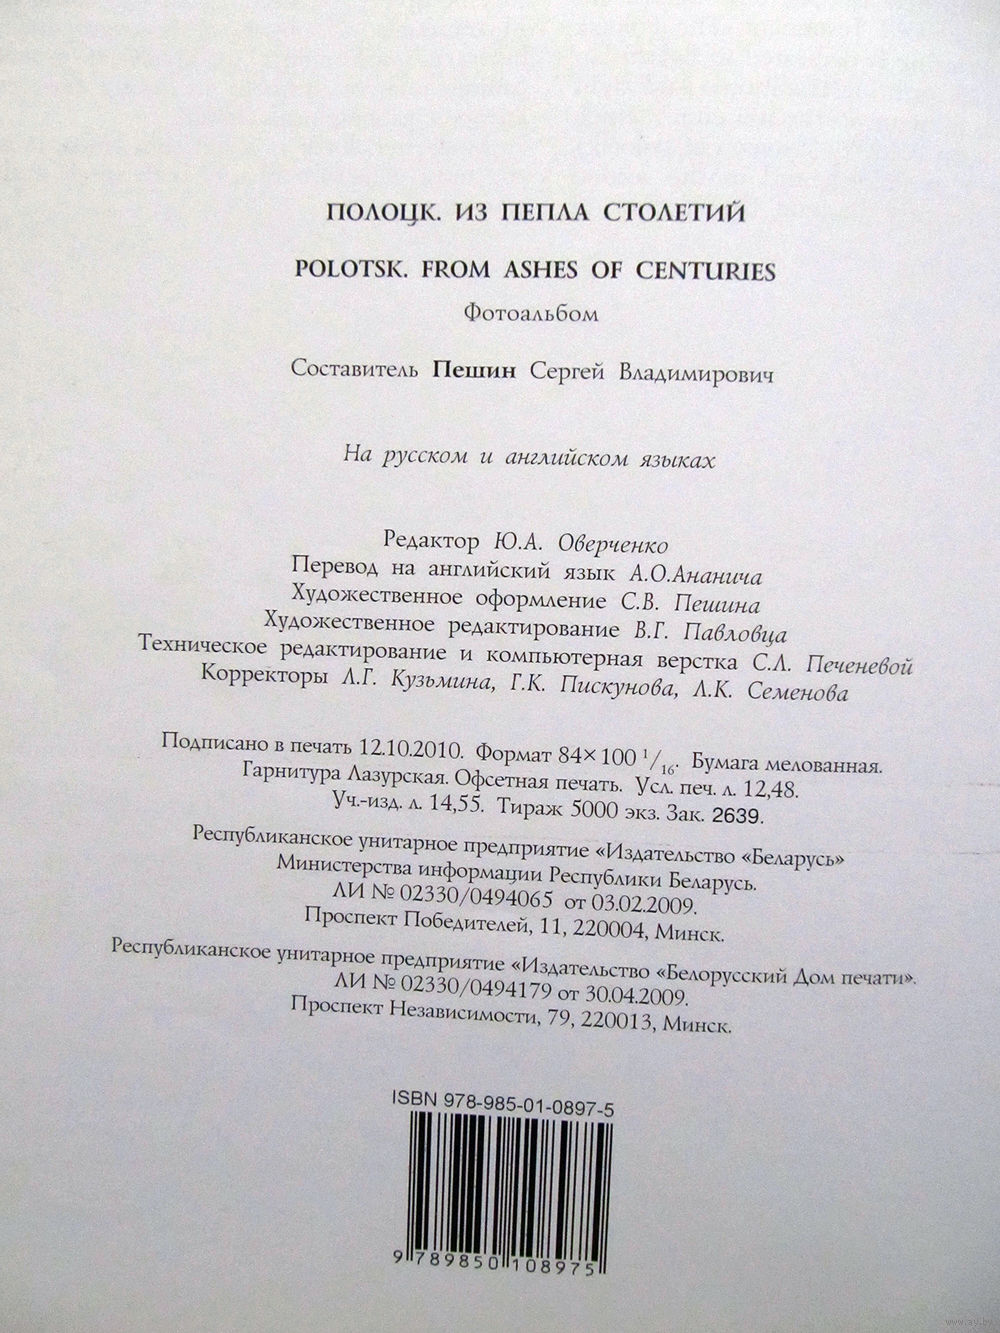 ПОЛОЦК. ИЗ ПЕПЛА СТОЛЕТИЙ
POLOTSK. FROM ASHES OF CENTURIES
Фотоальбом
Составитель Пешин Сергей Владимирович
На русском и английском языках
Редактор Ю.А. Оверченко
Перевод на английский язык А.О.Ананича
Художественное оформление С.В. Пешина
Художественное редактирование В.Г. Павловца
Техническое редактирование и компьютерная верстка С.Л. Печеневой
Корректоры Л.Г. Кузьмина, Г.К. Пискунова, Л.К. Семенова
Подписано в печать 12.10.2010. Формат 84×100 1/16. Бумага мелованная.
Гарнитура Лазурская. Офсетная печать. Усл. печ. л. 12,48.
Уч.-изд. л. 14,55. Тираж 5000 экз. Зак. 2639.
Республиканское унитарное предприятие «Издательство «Беларусь»
Министерства информации Республики Беларусь.
ЛИ № 02330/0494065 от 03.02.2009.
Проспект Победителей, 11, 220004, Минск.
Республиканское унитарное предприятие «Издательство «Белорусский Дом печати».
ЛИ № 02330/0494179 от 30.04.2009.
Проспект Независимости, 79, 220013, Минск.
ISBN 978-985-01-0897-5
9 789850 108975
www.ay.by